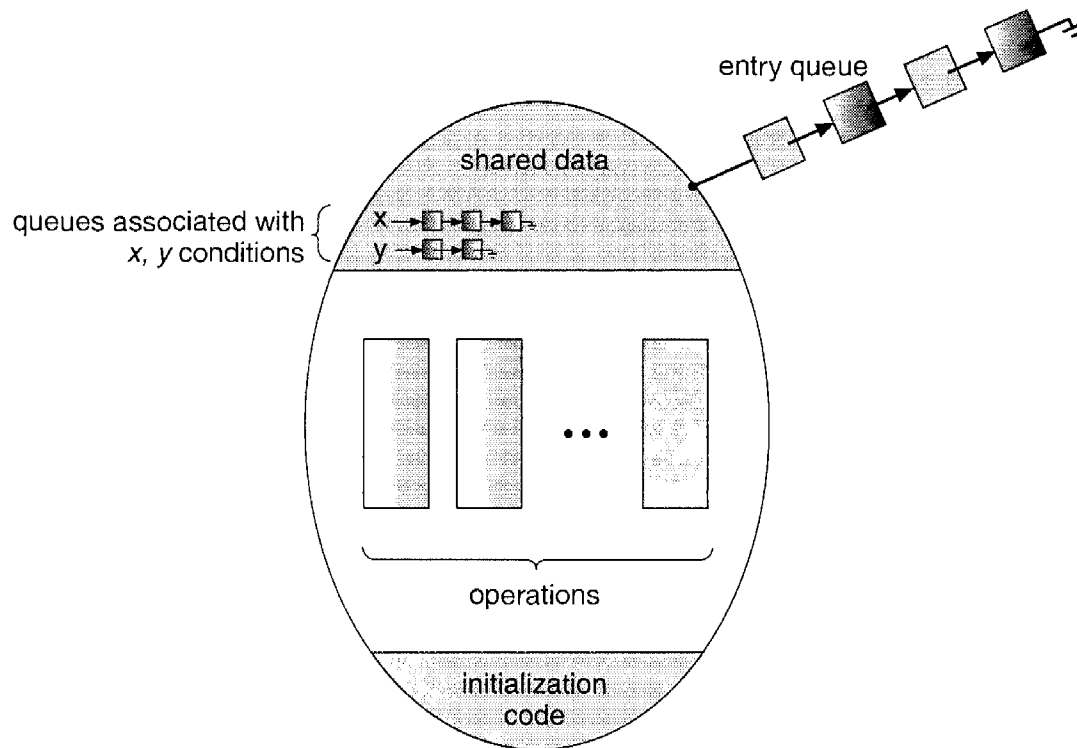 entry queue
shared data
queues associated with
x, y conditions
x
y
operations
initialization
code